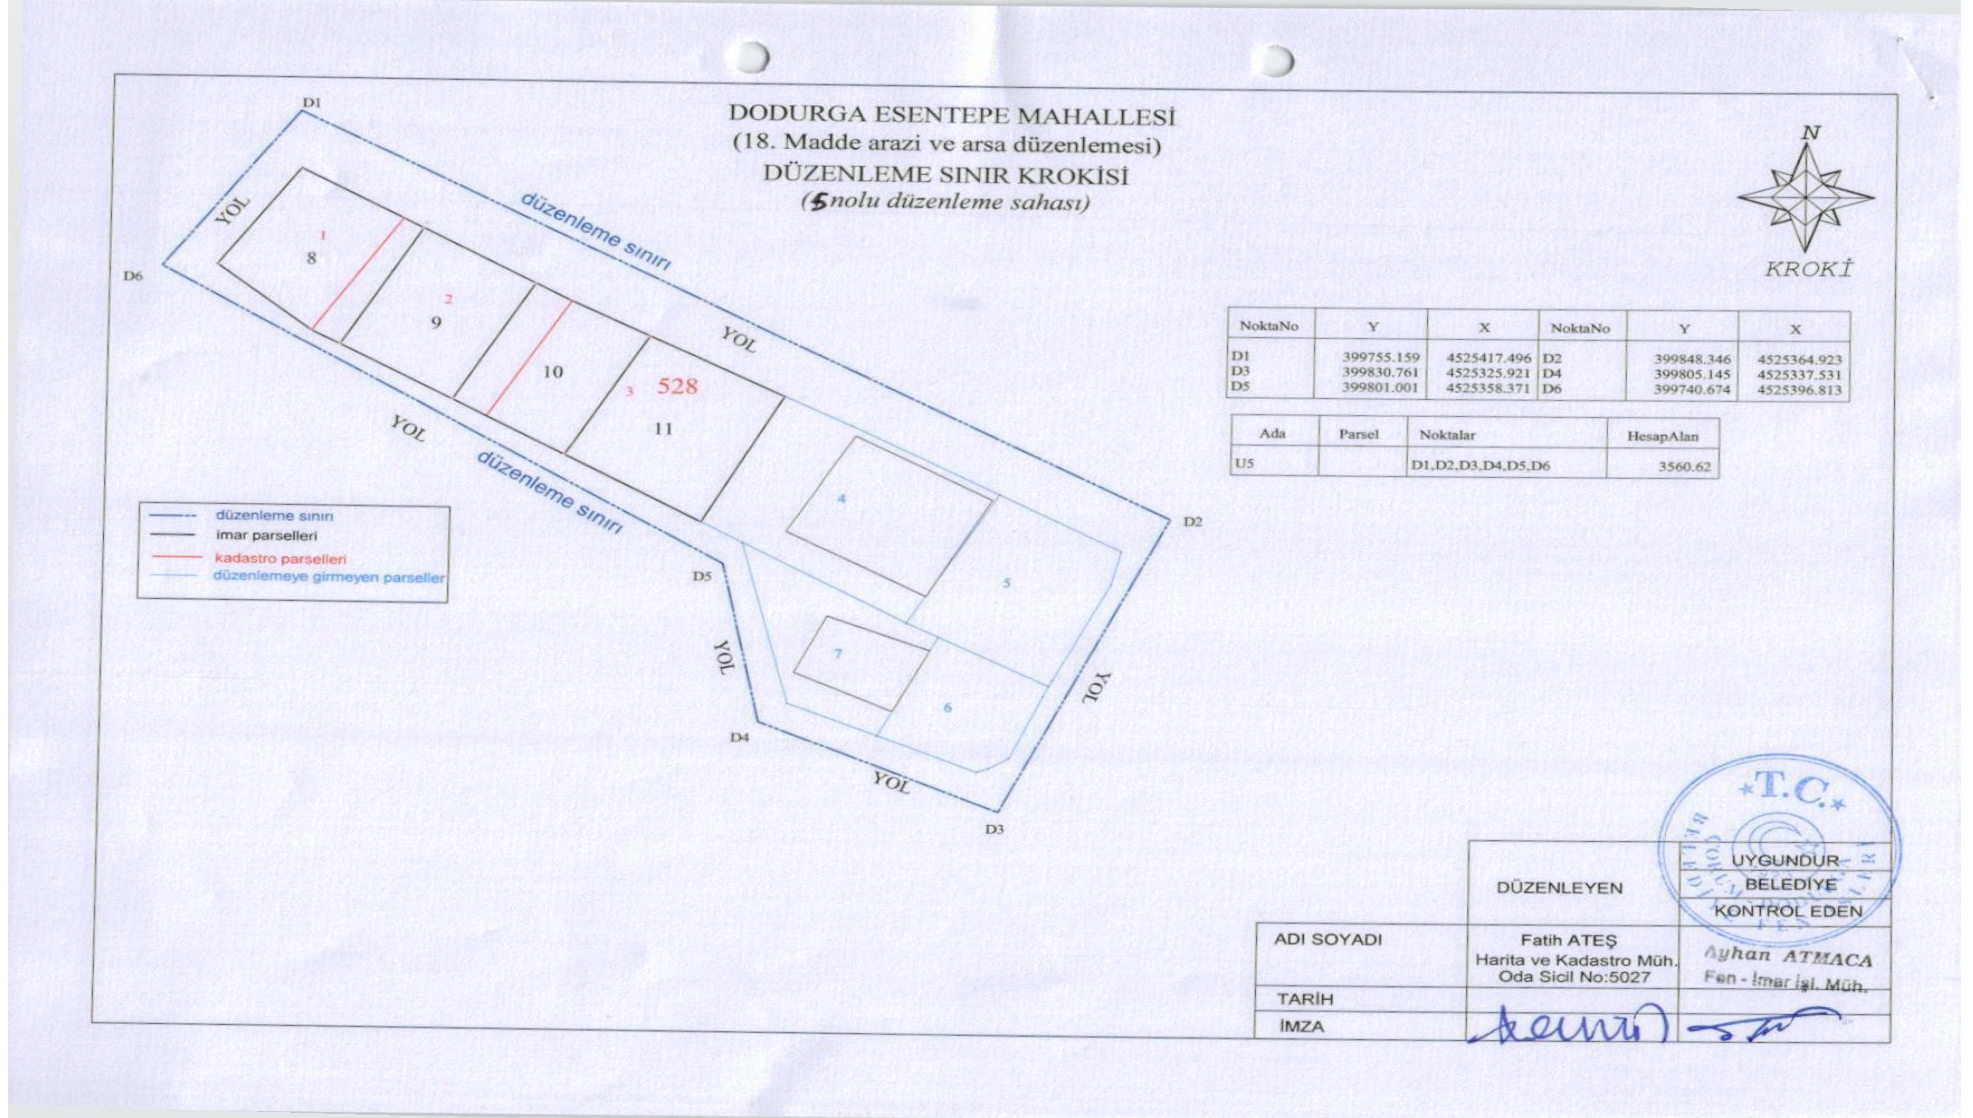 DODURGA ESENTEPE MAHALLESİ
(18. Madde arazi ve arsa düzenlemesi)
DÜZENLEME SINIR KROKİSİ
(5 nolu düzenleme sahası)
N
KROKİ
D1
D6
YOL
düzenleme sınırı
1
8
2
9
YOL
10
3
528
11
YOL
düzenleme sınırı
D2
4
5
D5
YOL
7
6
YOL
D4
YOL
D3
düzenleme sınırı
imar parselleri
kadastro parselleri
düzenlemeye girmeyen parseller
NoktaNo Y X NoktaNo Y X
D1 399755.159 4525417.496 D2 399848.346 4525364.923
D3 399830.761 4525325.921 D4 399805.145 4525337.531
D5 399801.001 4525358.371 D6 399740.674 4525396.813
Ada Parsel Noktalar HesapAlan
U5 D1,D2,D3,D4,D5,D6 3560.62
T.C.
DÜZENLEYEN
UYGUNDUR
BELEDİYE
KONTROL EDEN
ADI SOYADI
Fatih ATEŞ
Harita ve Kadastro Müh.
Oda Sicil No:5027
Ayhan ATMACA
Fen - İmar İşl. Müh.
TARİH
İMZA